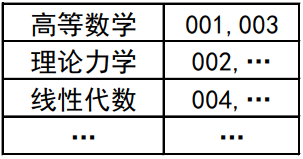 高等数学 001,003
理论力学 002,…
线性代数 004,…
… …